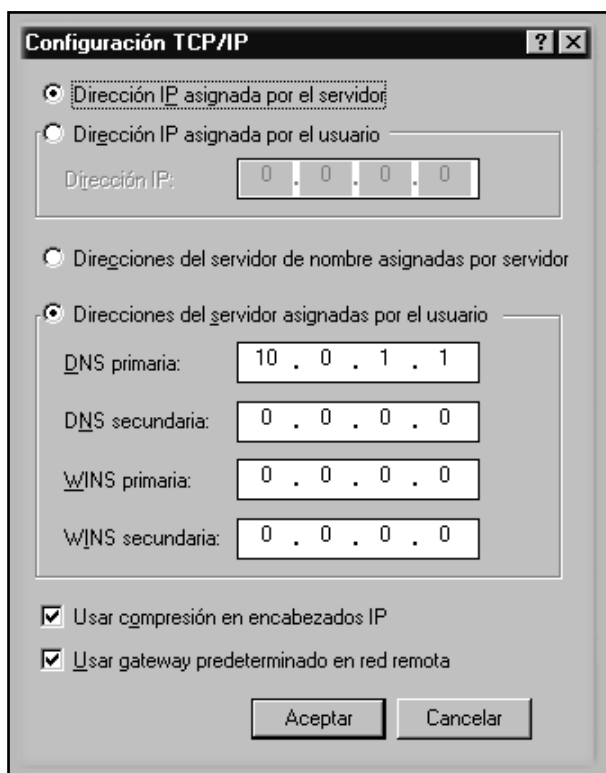 Configuración TCP/IP
Dirección IP asignada por el servidor
Dirección IP asignada por el usuario
Dirección IP: 0 . 0 . 0 . 0
Direcciones del servidor de nombre asignadas por servidor
Direcciones del servidor asignadas por el usuario
DNS primaria: 10 . 0 . 1 . 1
DNS secundaria: 0 . 0 . 0 . 0
WINS primaria: 0 . 0 . 0 . 0
WINS secundaria: 0 . 0 . 0 . 0
Usar compresión en encabezados IP
Usar gateway predeterminado en red remota
Aceptar Cancelar